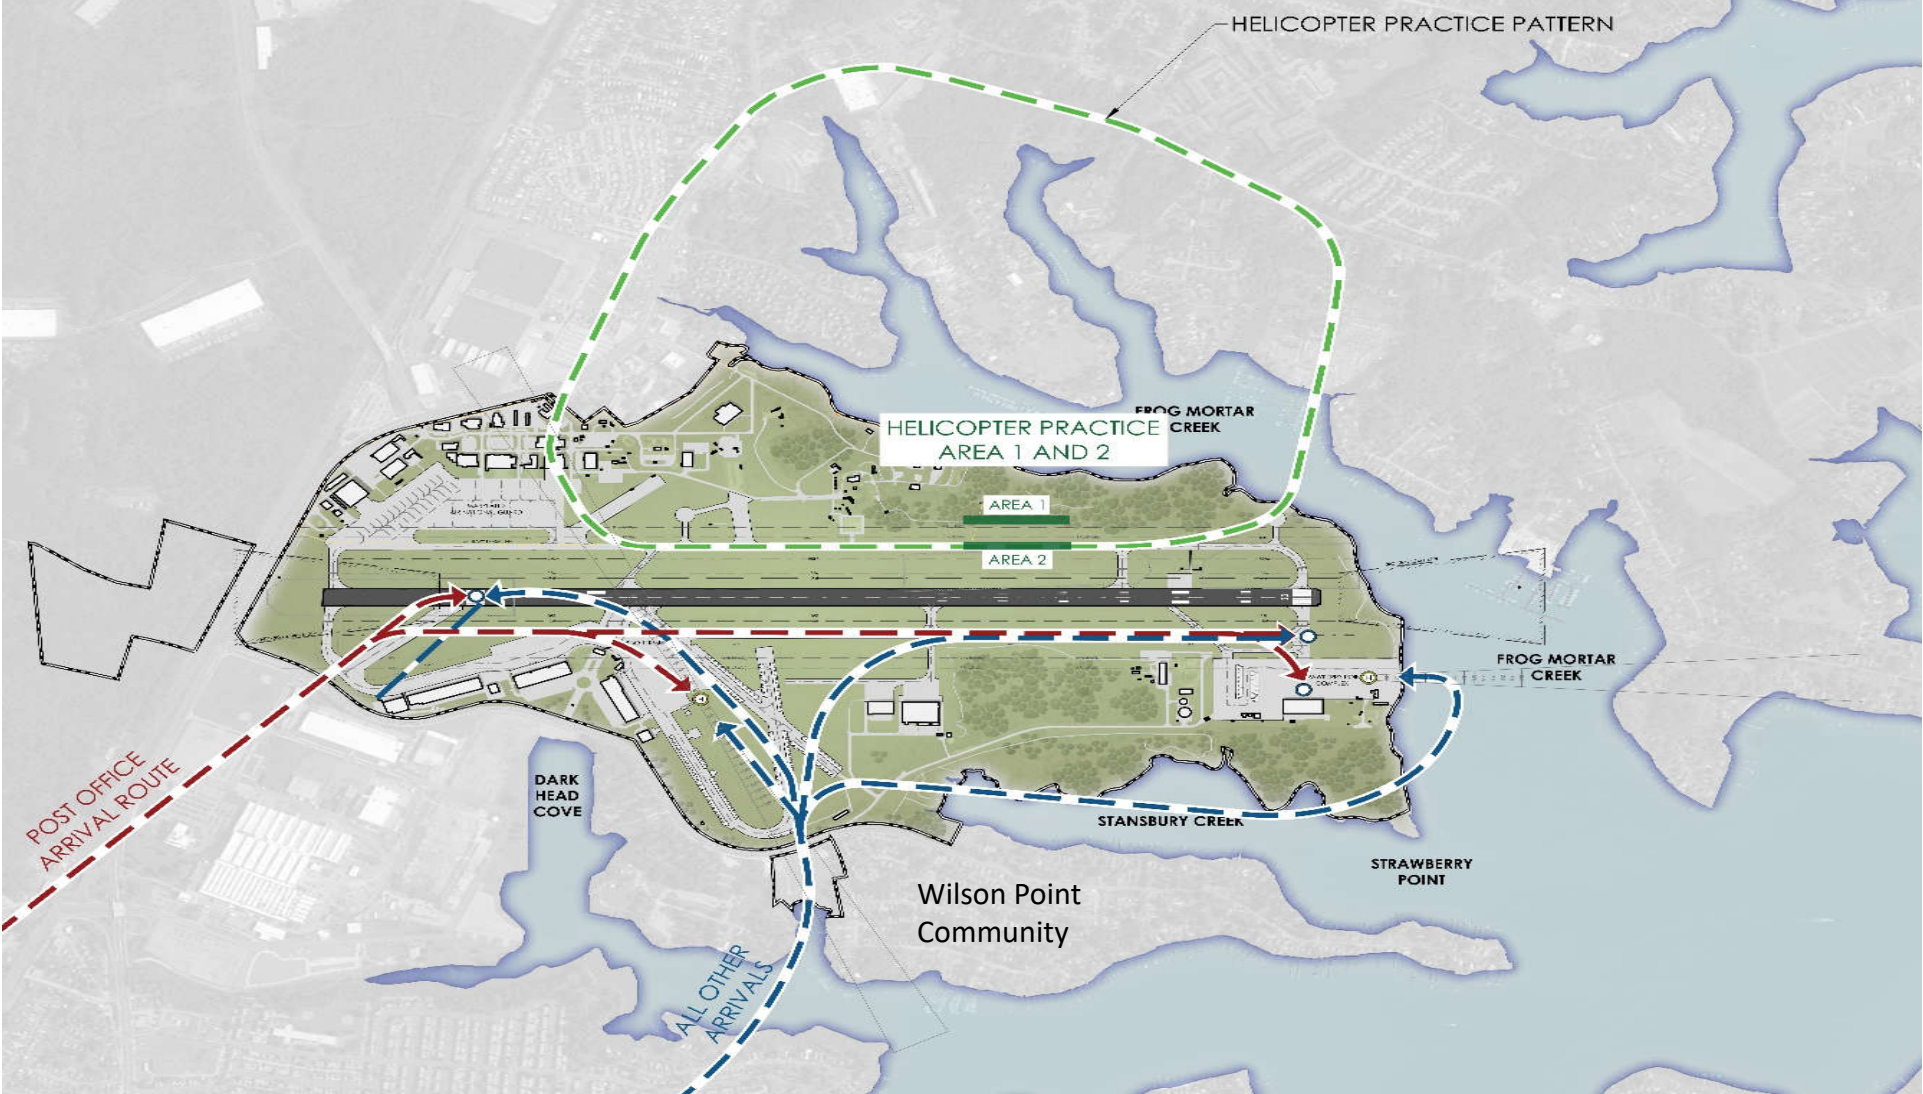 HELICOPTER PRACTICE PATTERN
FROG MORTAR
CREEK
HELICOPTER PRACTICE
AREA 1 AND 2
AREA 1
AREA 2
FROG MORTAR
CREEK
POST OFFICE
ARRIVAL ROUTE
DARK
HEAD
COVE
STANSBURY CREEK
STRAWBERRY
POINT
Wilson Point
Community
ALL OTHER
ARRIVALS